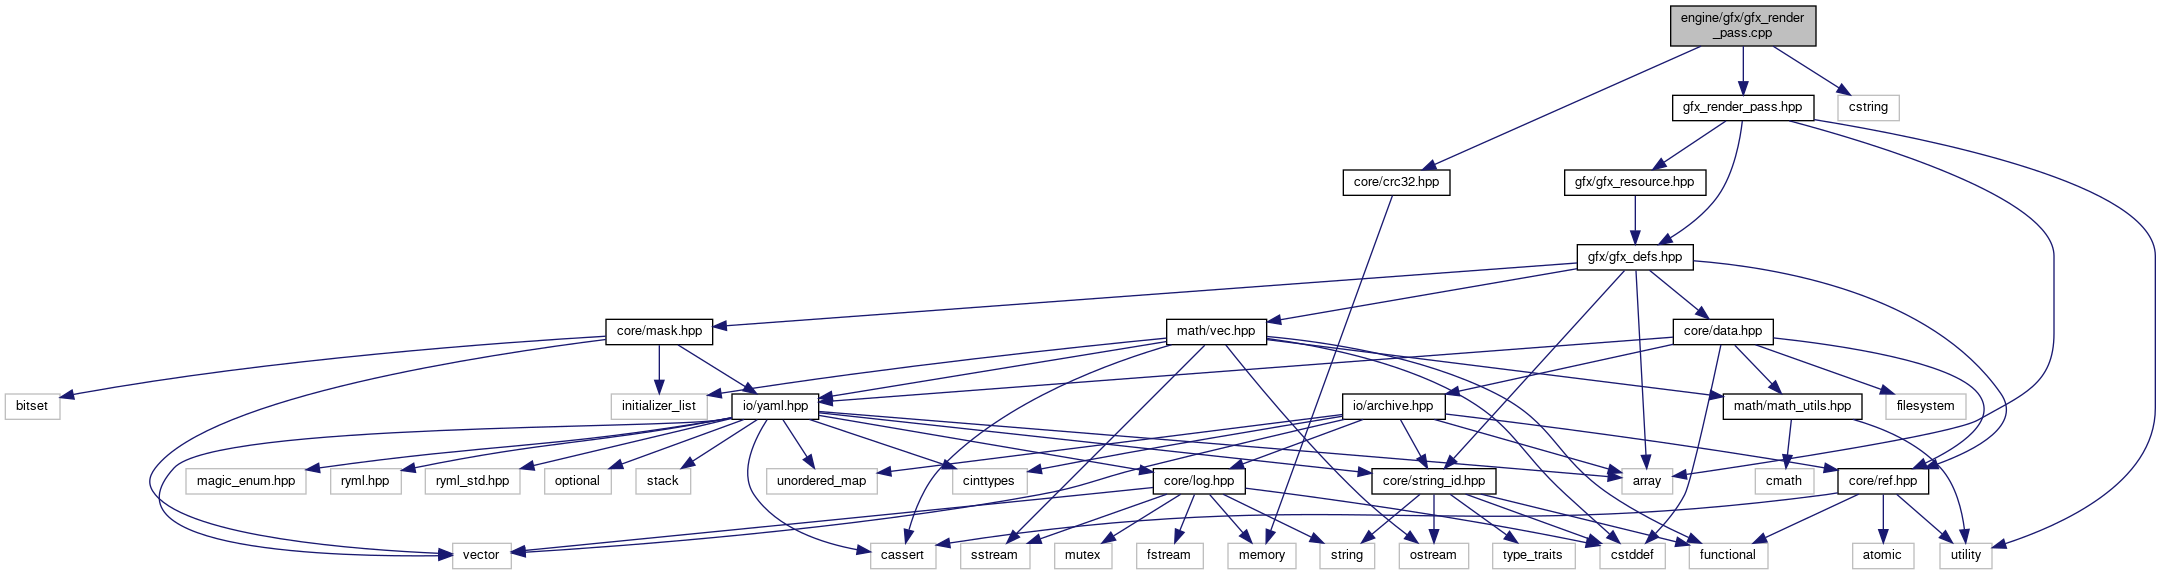 engine/gfx/gfx_render
_pass.cpp
gfx_render_pass.hpp
cstring
core/crc32.hpp
gfx/gfx_resource.hpp
gfx/gfx_defs.hpp
core/mask.hpp
math/vec.hpp
core/data.hpp
bitset
initializer_list
io/yaml.hpp
io/archive.hpp
math/math_utils.hpp
filesystem
magic_enum.hpp
ryml.hpp
ryml_std.hpp
optional
stack
unordered_map
cinttypes
core/log.hpp
core/string_id.hpp
array
cmath
core/ref.hpp
vector
cassert
sstream
mutex
fstream
memory
string
ostream
type_traits
cstddef
functional
atomic
utility